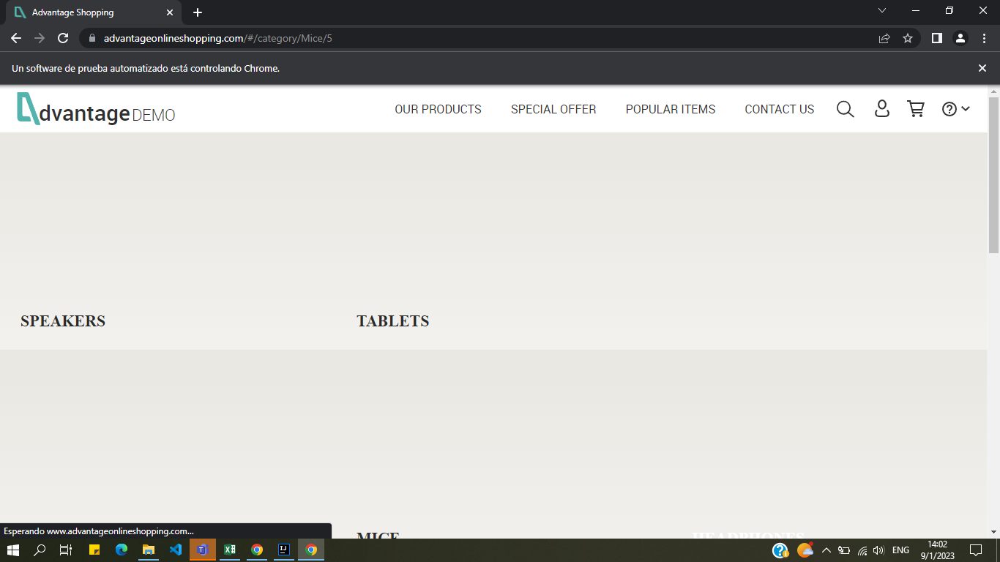 Advantage Shopping
advantageonlineshopping.com/#/category/Mice/5
Un software de prueba automatizado está controlando Chrome.
dvantage DEMO
OUR PRODUCTS
SPECIAL OFFER
POPULAR ITEMS
CONTACT US
SPEAKERS
TABLETS
MICE
HEADPHONES
Esperando www.advantageonlineshopping.com...
ENG
14:02
9/1/2023